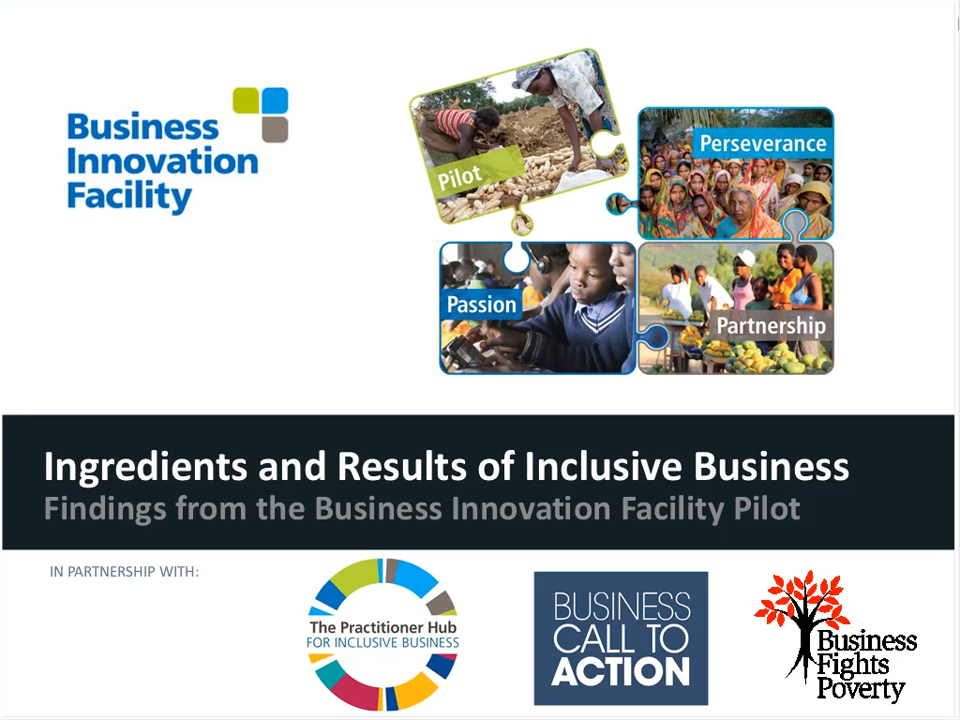 Business
Innovation
Facility
Pilot
Perseverance
Passion
Partnership
Ingredients and Results of Inclusive Business
Findings from the Business Innovation Facility Pilot
IN PARTNERSHIP WITH:
The Practitioner Hub
FOR INCLUSIVE BUSINESS
BUSINESS
CALL TO
ACTION
Business
Fights
Poverty